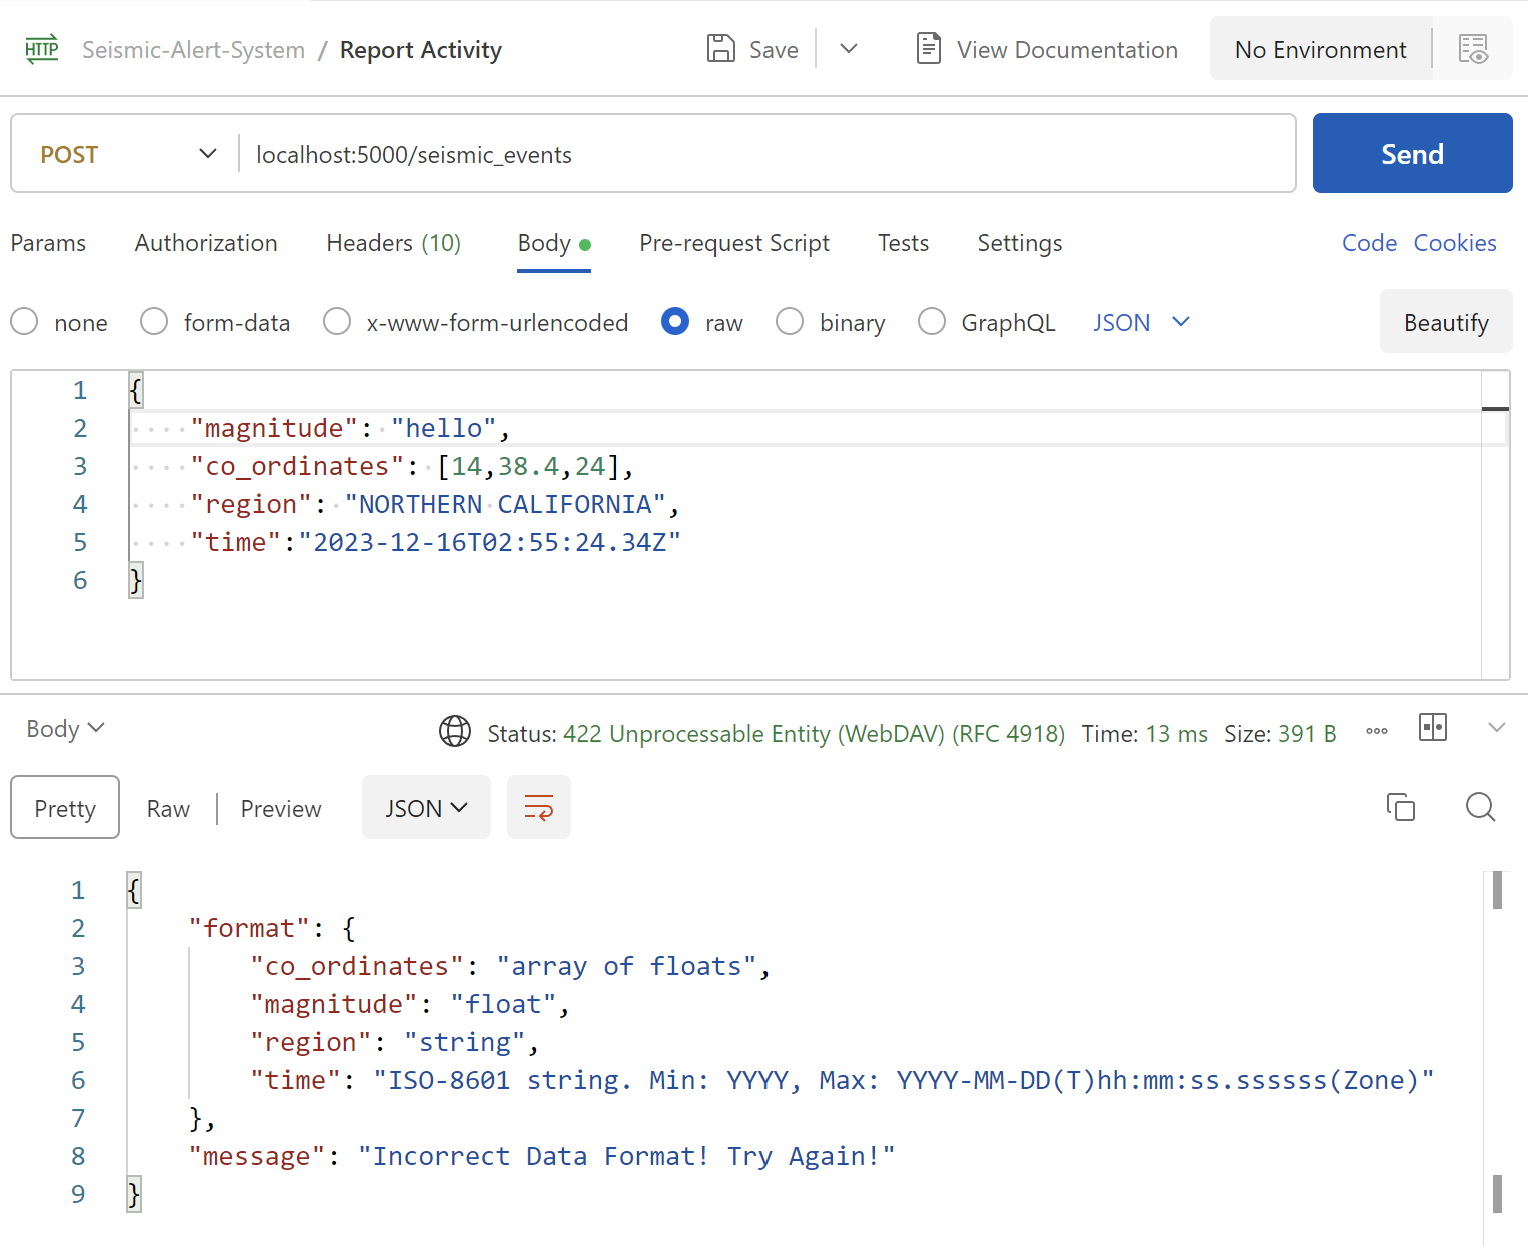 HTTP Seismic-Alert-System / Report Activity Save View Documentation No Environment
POST localhost:5000/seismic_events Send
Params Authorization Headers (10) Body Pre-request Script Tests Settings Code Cookies
none form-data x-www-form-urlencoded raw binary GraphQL JSON Beautify
1 {
2 "magnitude": "hello",
3 "co_ordinates": [14,38.4,24],
4 "region": "NORTHERN CALIFORNIA",
5 "time":"2023-12-16T02:55:24.34Z"
6 }
Body Status: 422 Unprocessable Entity (WebDAV) (RFC 4918) Time: 13 ms Size: 391 B
Pretty Raw Preview JSON
1 {
2 "format": {
3 "co_ordinates": "array of floats",
4 "magnitude": "float",
5 "region": "string",
6 "time": "ISO-8601 string. Min: YYYY, Max: YYYY-MM-DD(T)hh:mm:ss.ssssss(Zone)"
7 },
8 "message": "Incorrect Data Format! Try Again!"
9 }